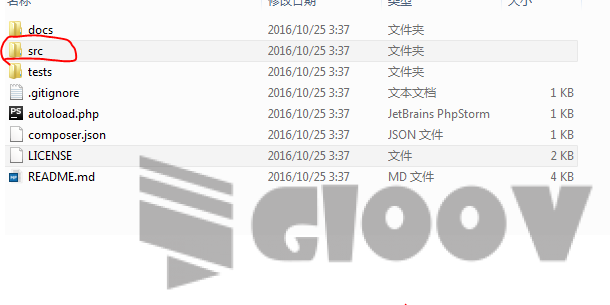 名称 修改日期 类型 大小
docs 2016/10/25 3:37 文件夹
src 2016/10/25 3:37 文件夹
tests 2016/10/25 3:37 文件夹
.gitignore 2016/10/25 3:37 文本文档 1 KB
PS autoload.php 2016/10/25 3:37 JetBrains PhpStorm 1 KB
composer.json 2016/10/25 3:37 JSON 文件 1 KB
LICENSE 2016/10/25 3:37 文件 2 KB
README.md 2016/10/25 3:37 MD 文件 4 KB
GIOOV